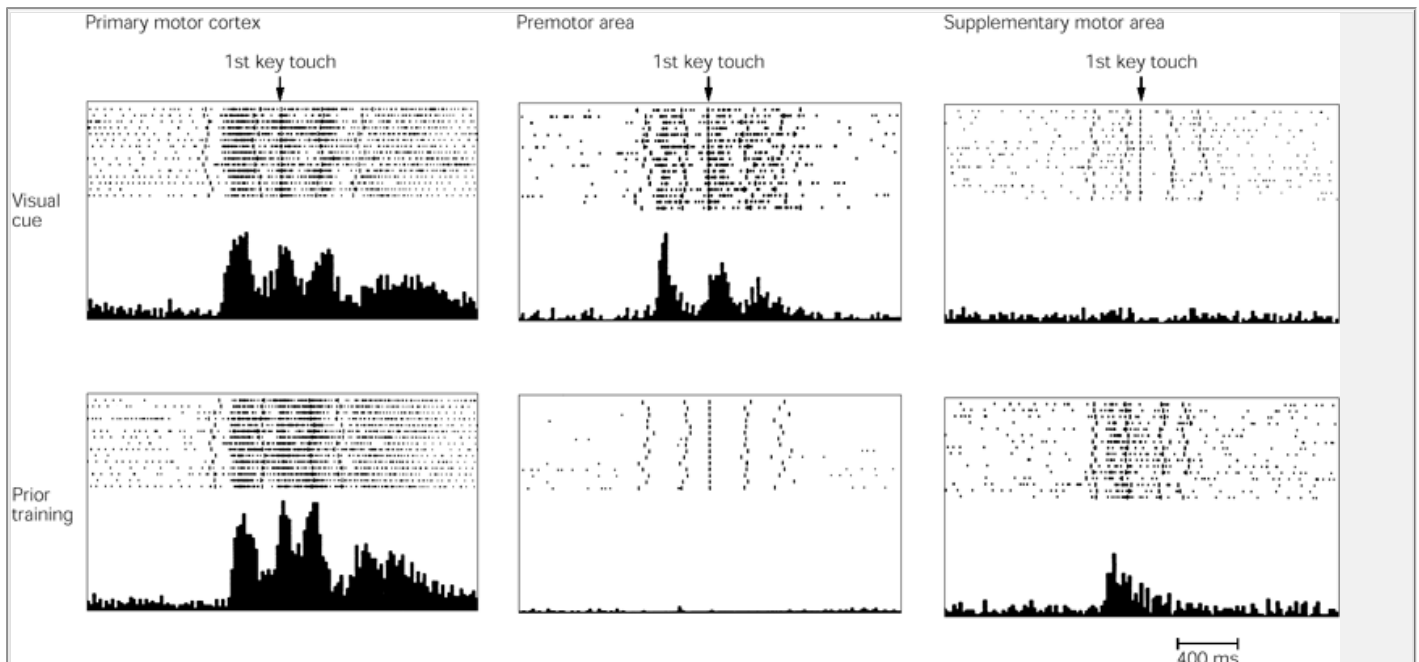 Primary motor cortex
Premotor area
Supplementary motor area
1st key touch
1st key touch
1st key touch
Visual
cue
Prior
training
400 ms